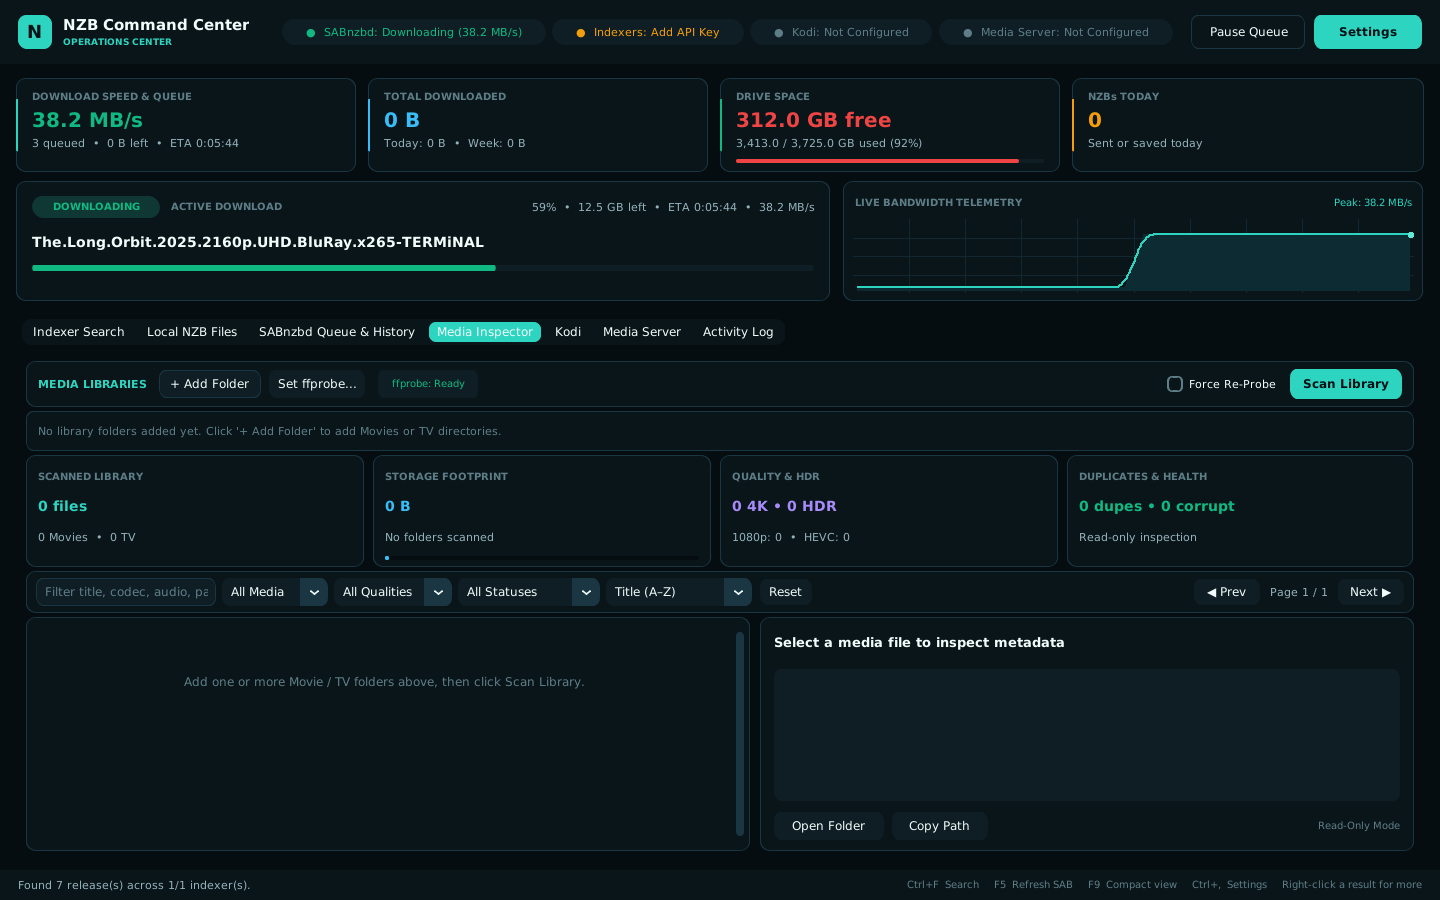 N
NZB Command Center
OPERATIONS CENTER
● SABnzbd: Downloading (38.2 MB/s)
● Indexers: Add API Key
● Kodi: Not Configured
● Media Server: Not Configured
Pause Queue
Settings
DOWNLOAD SPEED & QUEUE
38.2 MB/s
3 queued • 0 B left • ETA 0:05:44
TOTAL DOWNLOADED
0 B
Today: 0 B • Week: 0 B
DRIVE SPACE
312.0 GB free
3,413.0 / 3,725.0 GB used (92%)
NZBs TODAY
0
Sent or saved today
DOWNLOADING
ACTIVE DOWNLOAD
59% • 12.5 GB left • ETA 0:05:44 • 38.2 MB/s
The.Long.Orbit.2025.2160p.UHD.BluRay.x265-TERMiNAL
LIVE BANDWIDTH TELEMETRY
Peak: 38.2 MB/s
Indexer Search
Local NZB Files
SABnzbd Queue & History
Media Inspector
Kodi
Media Server
Activity Log
MEDIA LIBRARIES
+ Add Folder
Set ffprobe...
ffprobe: Ready
Force Re-Probe
Scan Library
No library folders added yet. Click '+ Add Folder' to add Movies or TV directories.
SCANNED LIBRARY
0 files
0 Movies • 0 TV
STORAGE FOOTPRINT
0 B
No folders scanned
QUALITY & HDR
0 4K • 0 HDR
1080p: 0 • HEVC: 0
DUPLICATES & HEALTH
0 dupes • 0 corrupt
Read-only inspection
Filter title, codec, audio, pa
All Media
All Qualities
All Statuses
Title (A–Z)
Reset
◀ Prev
Page 1 / 1
Next ▶
Add one or more Movie / TV folders above, then click Scan Library.
Select a media file to inspect metadata
Open Folder
Copy Path
Read-Only Mode
Found 7 release(s) across 1/1 indexer(s).
Ctrl+F Search
F5 Refresh SAB
F9 Compact view
Ctrl+, Settings
Right-click a result for more